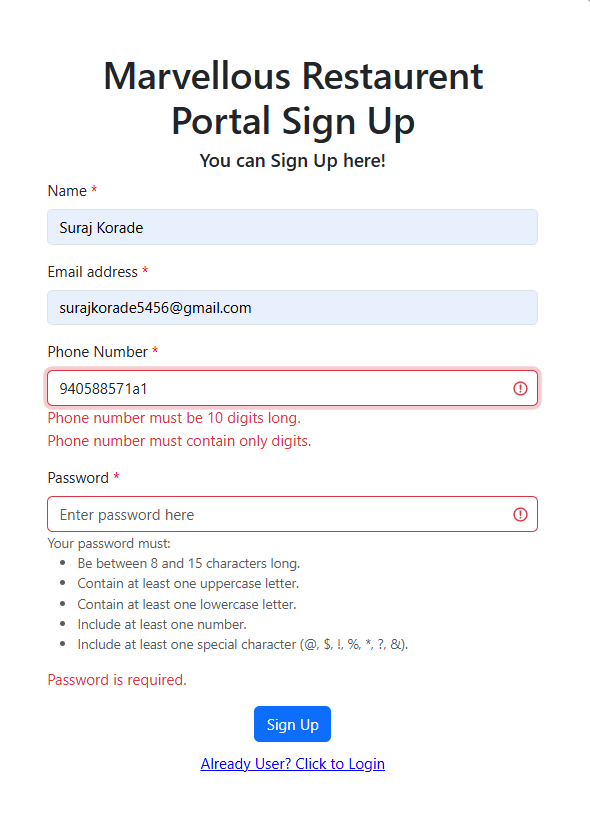 Marvellous Restaurent
Portal Sign Up
You can Sign Up here!
Name *
Suraj Korade
Email address *
surajkorade5456@gmail.com
Phone Number *
940588571a1
Phone number must be 10 digits long.
Phone number must contain only digits.
Password *
Enter password here
Your password must:
• Be between 8 and 15 characters long.
• Contain at least one uppercase letter.
• Contain at least one lowercase letter.
• Include at least one number.
• Include at least one special character (@, $, !, %, *, ?, &).
Password is required.
Sign Up
Already User? Click to Login